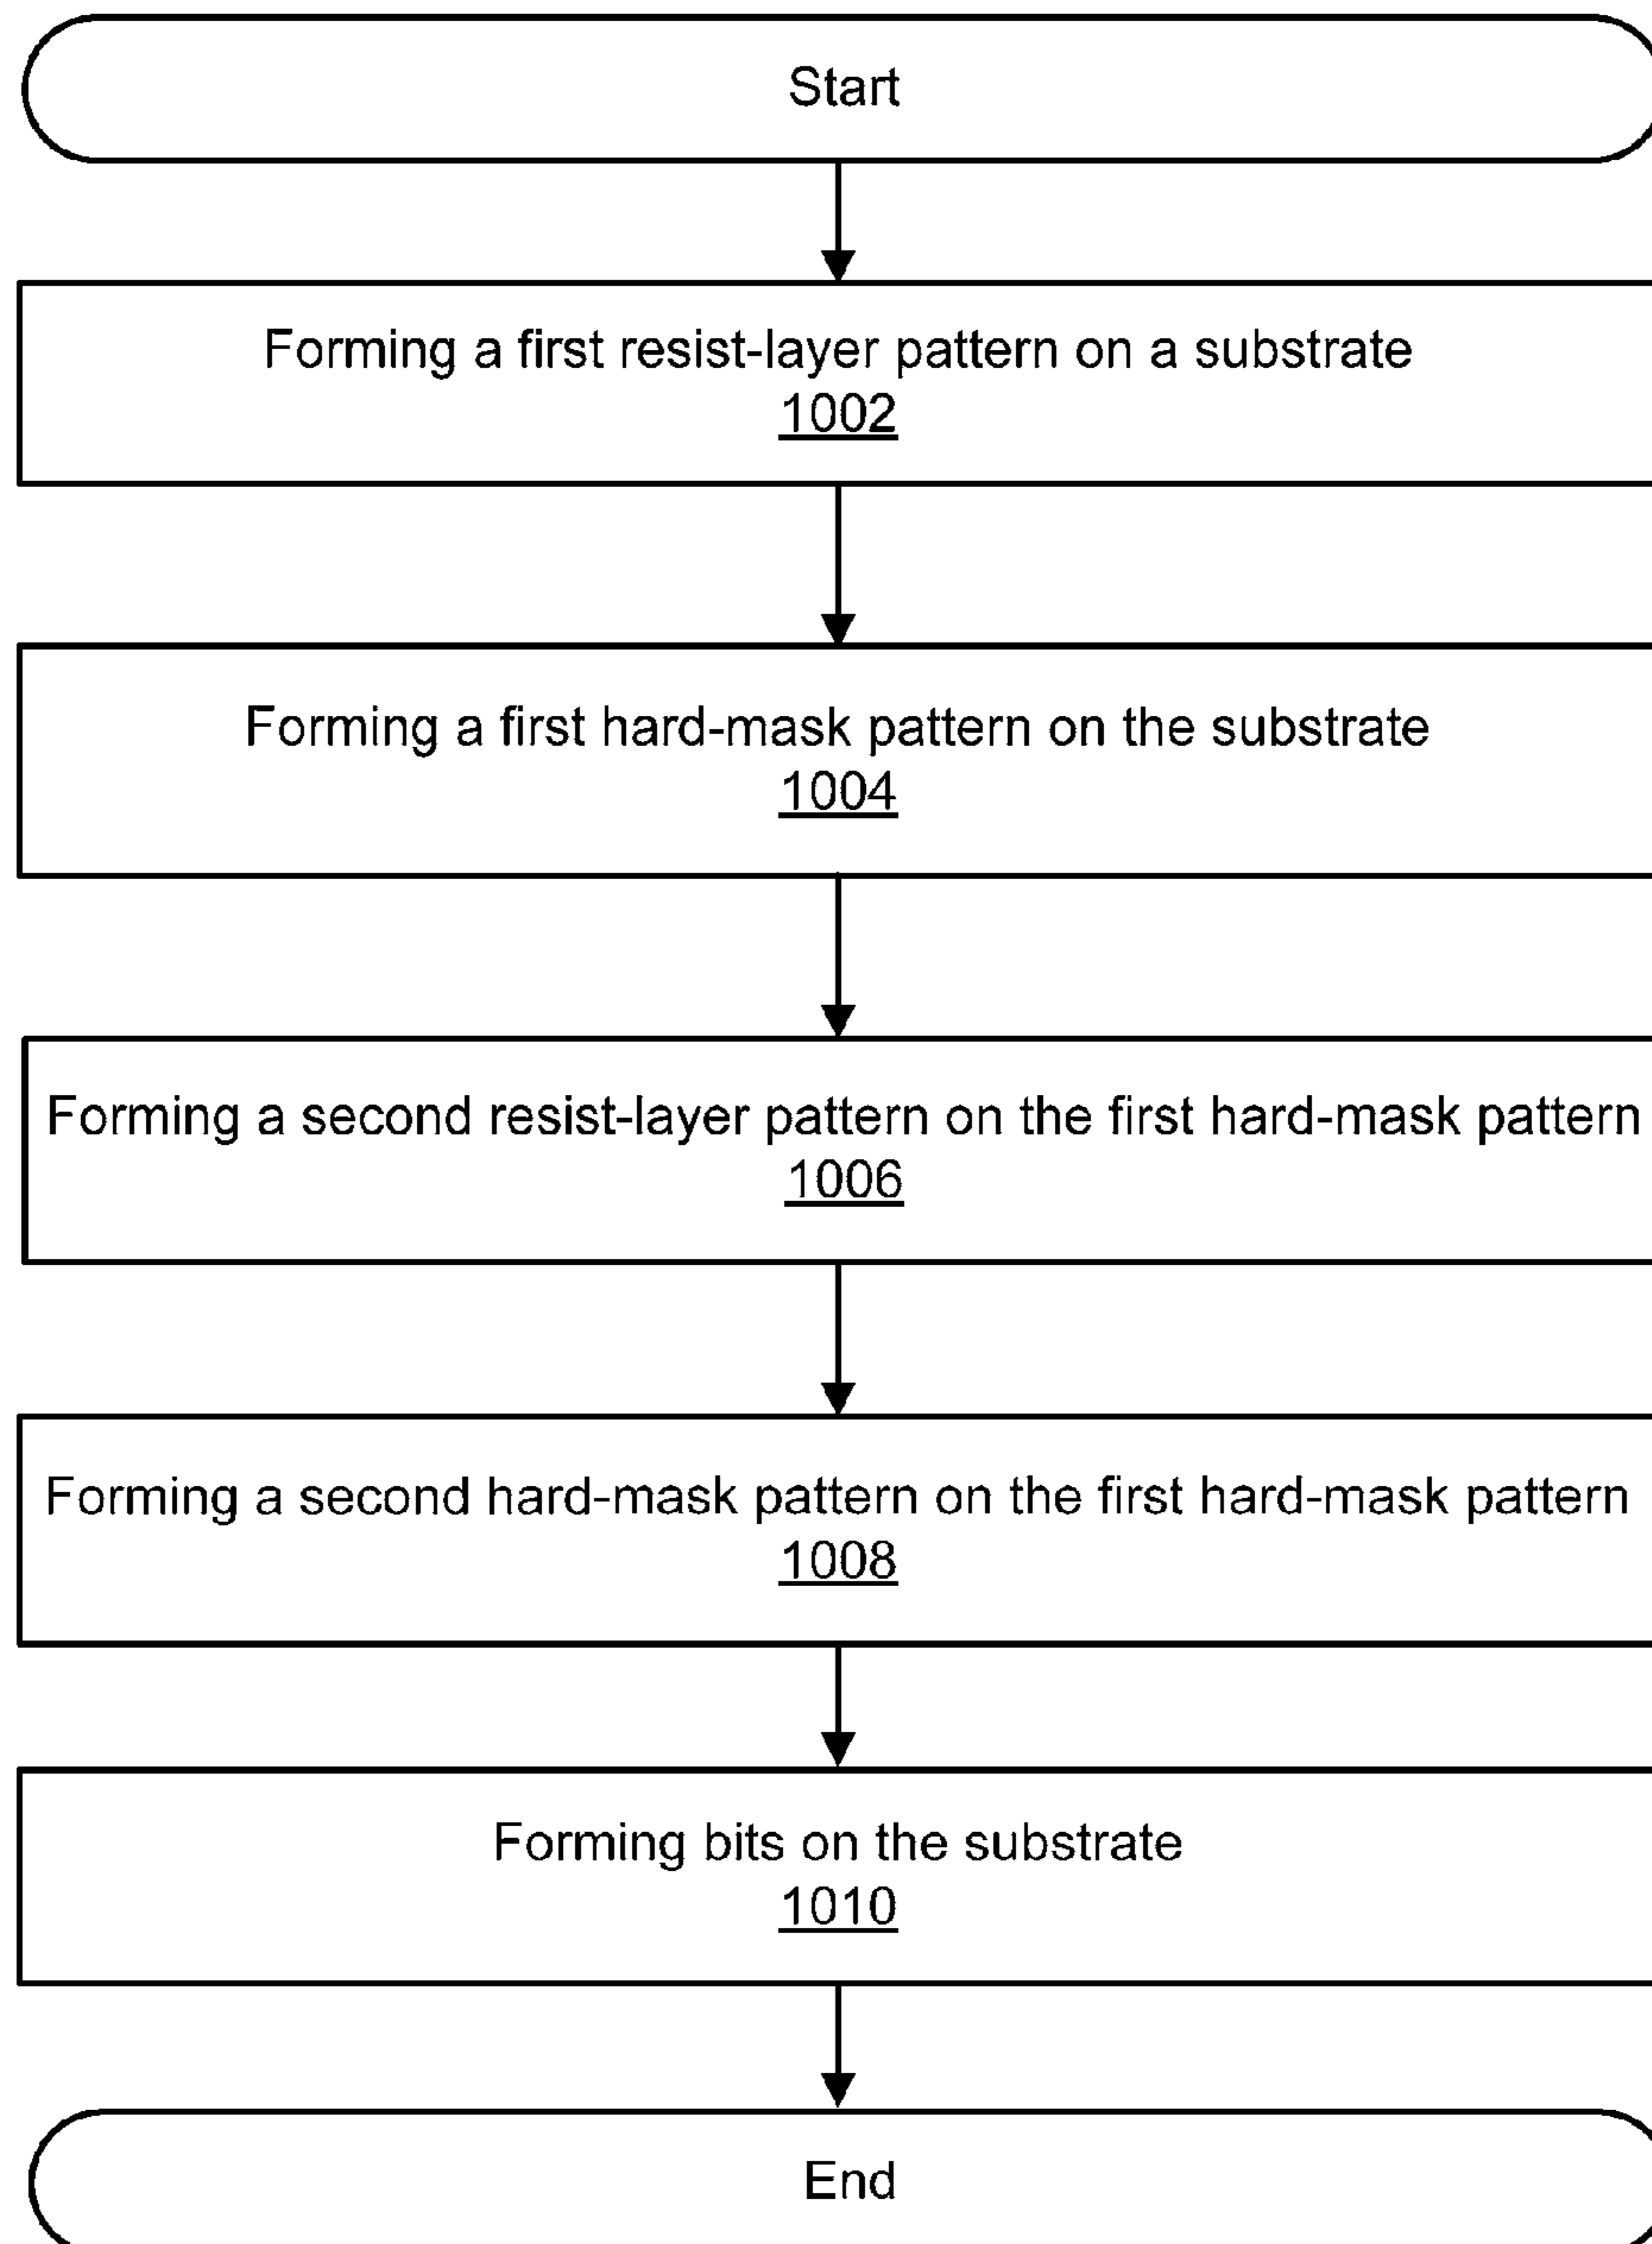 Start
Forming a first resist-layer pattern on a substrate
1002
Forming a first hard-mask pattern on the substrate
1004
Forming a second resist-layer pattern on the first hard-mask pattern
1006
Forming a second hard-mask pattern on the first hard-mask pattern
1008
Forming bits on the substrate
1010
End